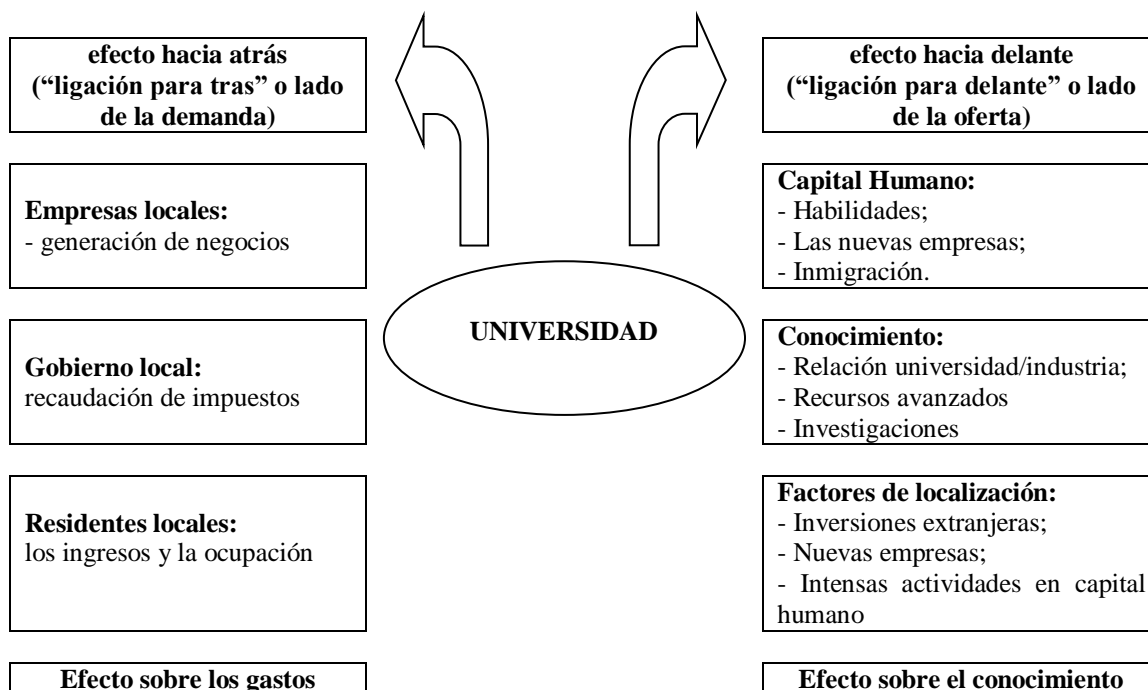 efecto hacia atrás
(“ligación para tras” o lado
de la demanda)
Empresas locales:
- generación de negocios
Gobierno local:
recaudación de impuestos
Residentes locales:
los ingresos y la ocupación
Efecto sobre los gastos
UNIVERSIDAD
efecto hacia delante
(“ligación para delante” o lado
de la oferta)
Capital Humano:
- Habilidades;
- Las nuevas empresas;
- Inmigración.
Conocimiento:
- Relación universidad/industria;
- Recursos avanzados
- Investigaciones
Factores de localización:
- Inversiones extranjeras;
- Nuevas empresas;
- Intensas actividades en capital
humano
Efecto sobre el conocimiento